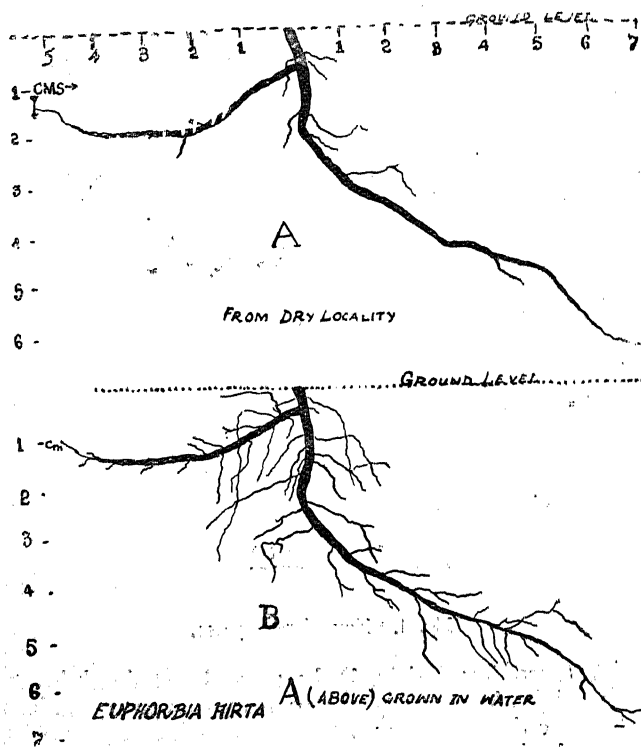 GROUND LEVEL
5 4 3 2 1 1 2 3 4 5 6 7
1 - CMS→
2 -
3 -
4 -
A
5 -
FROM DRY LOCALITY
6 -
GROUND LEVEL
1 - cm
2
3
4
B
5
6
A (ABOVE) GROWN IN WATER
EUPHORBIA HIRTA
7